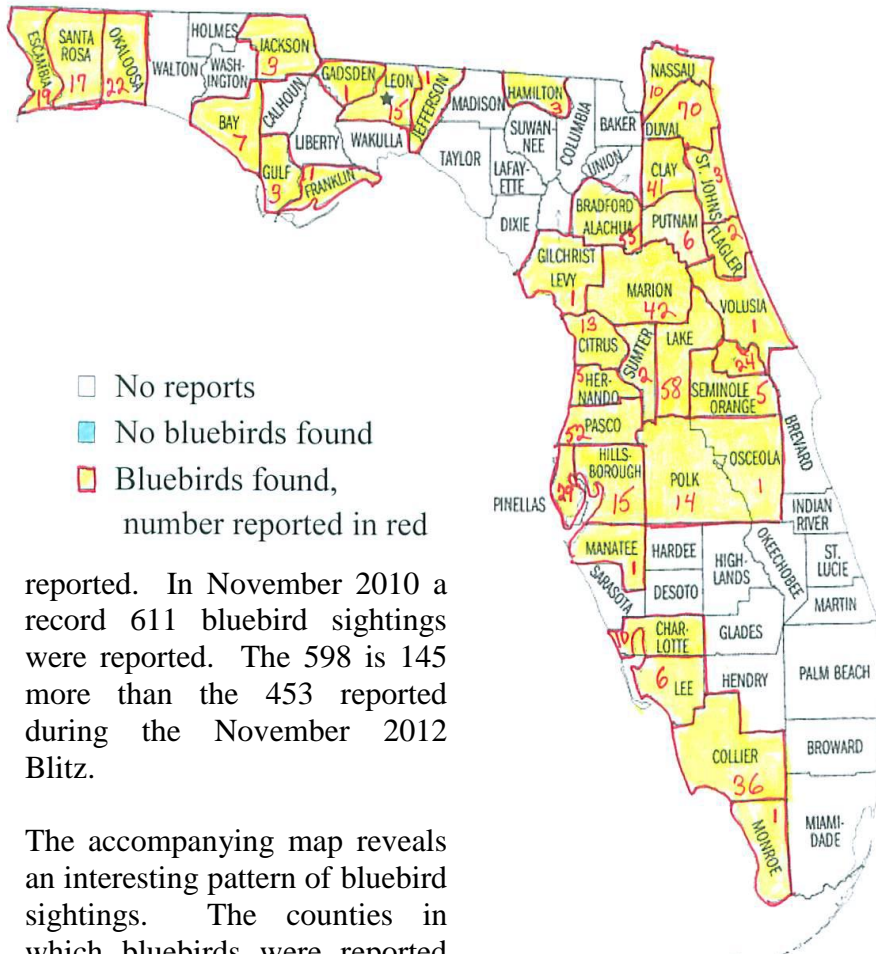 ESCAMBIA
19
SANTA
ROSA
17
OKALOOSA
22
WALTON
HOLMES
WASH-
INGTON
JACKSON
3
BAY
7
CALHOUN
GULF
3
LIBERTY
GADSDEN
1
LEON
15
WAKULLA
FRANKLIN
1
JEFFERSON
1
MADISON
TAYLOR
HAMILTON
3
SUWAN-
NEE
LAFAY-
ETTE
DIXIE
COLUMBIA
BAKER
UNION
NASSAU
10
70
DUVAL
CLAY
41
ST. JOHNS
3
BRADFORD
ALACHUA
53
PUTNAM
6
FLAGLER
2
GILCHRIST
LEVY
1
MARION
42
VOLUSIA
1
13
CITRUS
SUMTER
2
LAKE
58
24
5
HER-
NANDO
SEMINOLE
5
ORANGE
BREVARD
PASCO
52
HILLS-
BOROUGH
15
PINELLAS
29
POLK
14
OSCEOLA
1
INDIAN
RIVER
MANATEE
1
HARDEE
HIGH-
LANDS
OKEECHOBEE
ST.
LUCIE
SARASOTA
DESOTO
MARTIN
10
CHAR-
LOTTE
GLADES
6
LEE
HENDRY
PALM BEACH
COLLIER
36
BROWARD
MONROE
1
MIAMI-
DADE
No reports
No bluebirds found
Bluebirds found,
number reported in red
reported. In November 2010 a
record 611 bluebird sightings
were reported. The 598 is 145
more than the 453 reported
during the November 2012
Blitz.
The accompanying map reveals
an interesting pattern of bluebird
sightings. The counties in
which bluebirds were reported